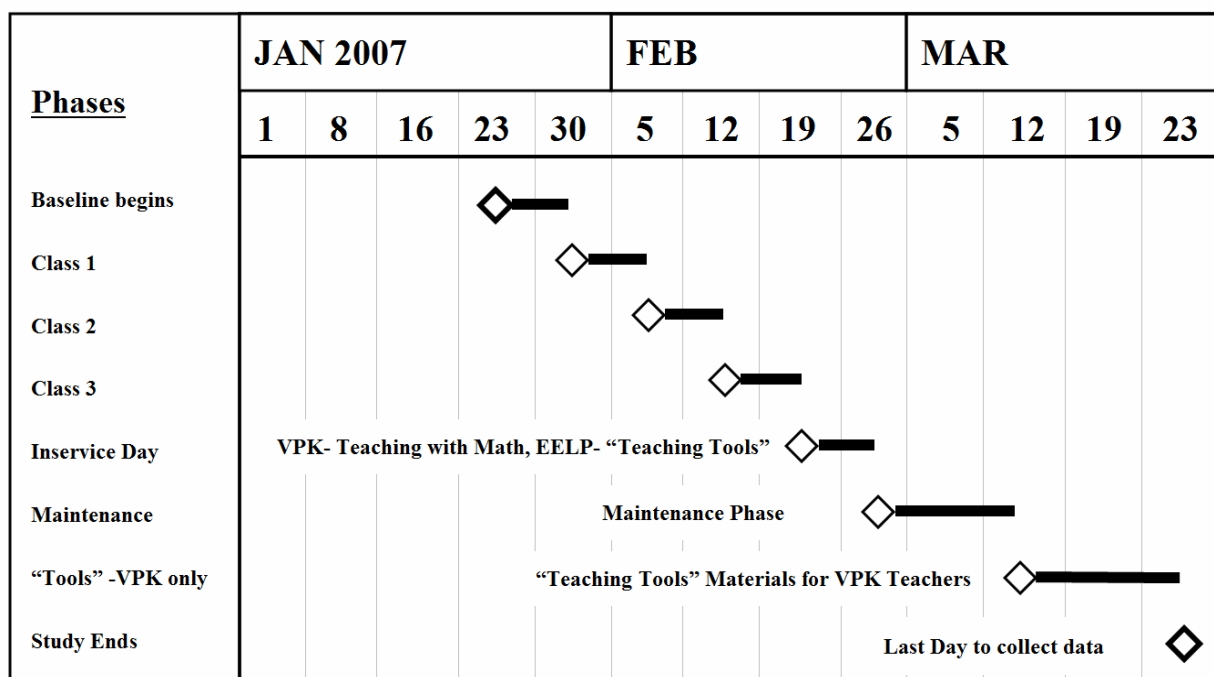 JAN 2007 FEB MAR
Phases
1 8 16 23 30 5 12 19 26 5 12 19 23
Baseline begins
Class 1
Class 2
Class 3
Inservice Day VPK- Teaching with Math, EELP- “Teaching Tools”
Maintenance Maintenance Phase
“Tools” -VPK only “Teaching Tools” Materials for VPK Teachers
Study Ends Last Day to collect data